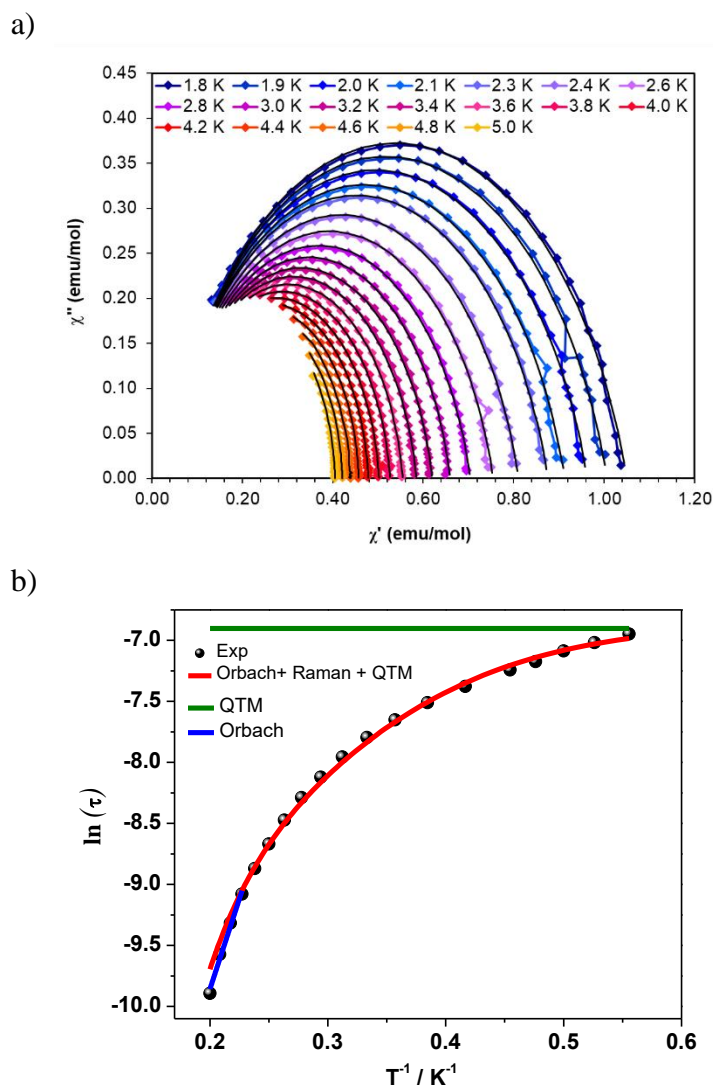 a)
0.45
0.40
0.35
0.30
0.25
0.20
0.15
0.10
0.05
0.00
χ'' (emu/mol)
1.8 K 1.9 K 2.0 K 2.1 K 2.3 K 2.4 K 2.6 K
2.8 K 3.0 K 3.2 K 3.4 K 3.6 K 3.8 K 4.0 K
4.2 K 4.4 K 4.6 K 4.8 K 5.0 K
0.00 0.20 0.40 0.60 0.80 1.00 1.20
χ' (emu/mol)
b)
-7.0
-7.5
-8.0
-8.5
-9.0
-9.5
-10.0
ln (τ)
Exp
Orbach+ Raman + QTM
QTM
Orbach
0.2 0.3 0.4 0.5 0.6
T⁻¹ / K⁻¹